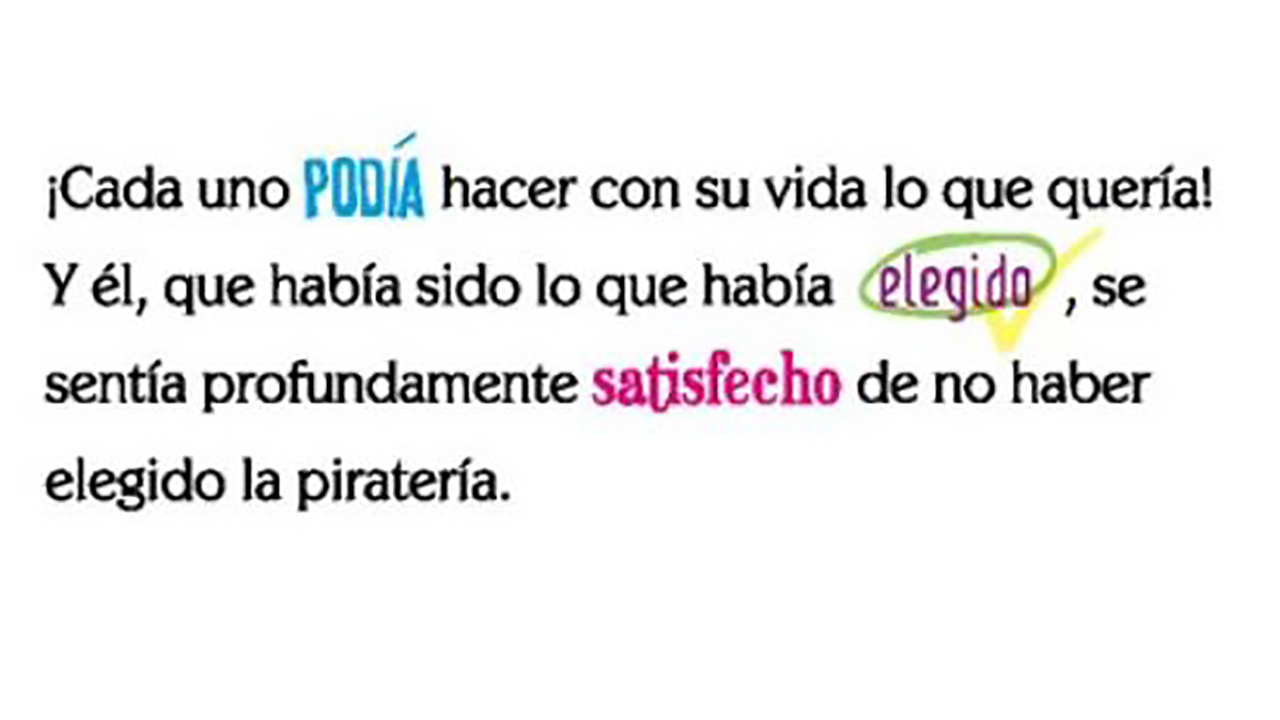 ¡Cada uno PODÍA hacer con su vida lo que quería!
Y él, que había sido lo que había elegido, se
sentía profundamente satisfecho de no haber
elegido la piratería.